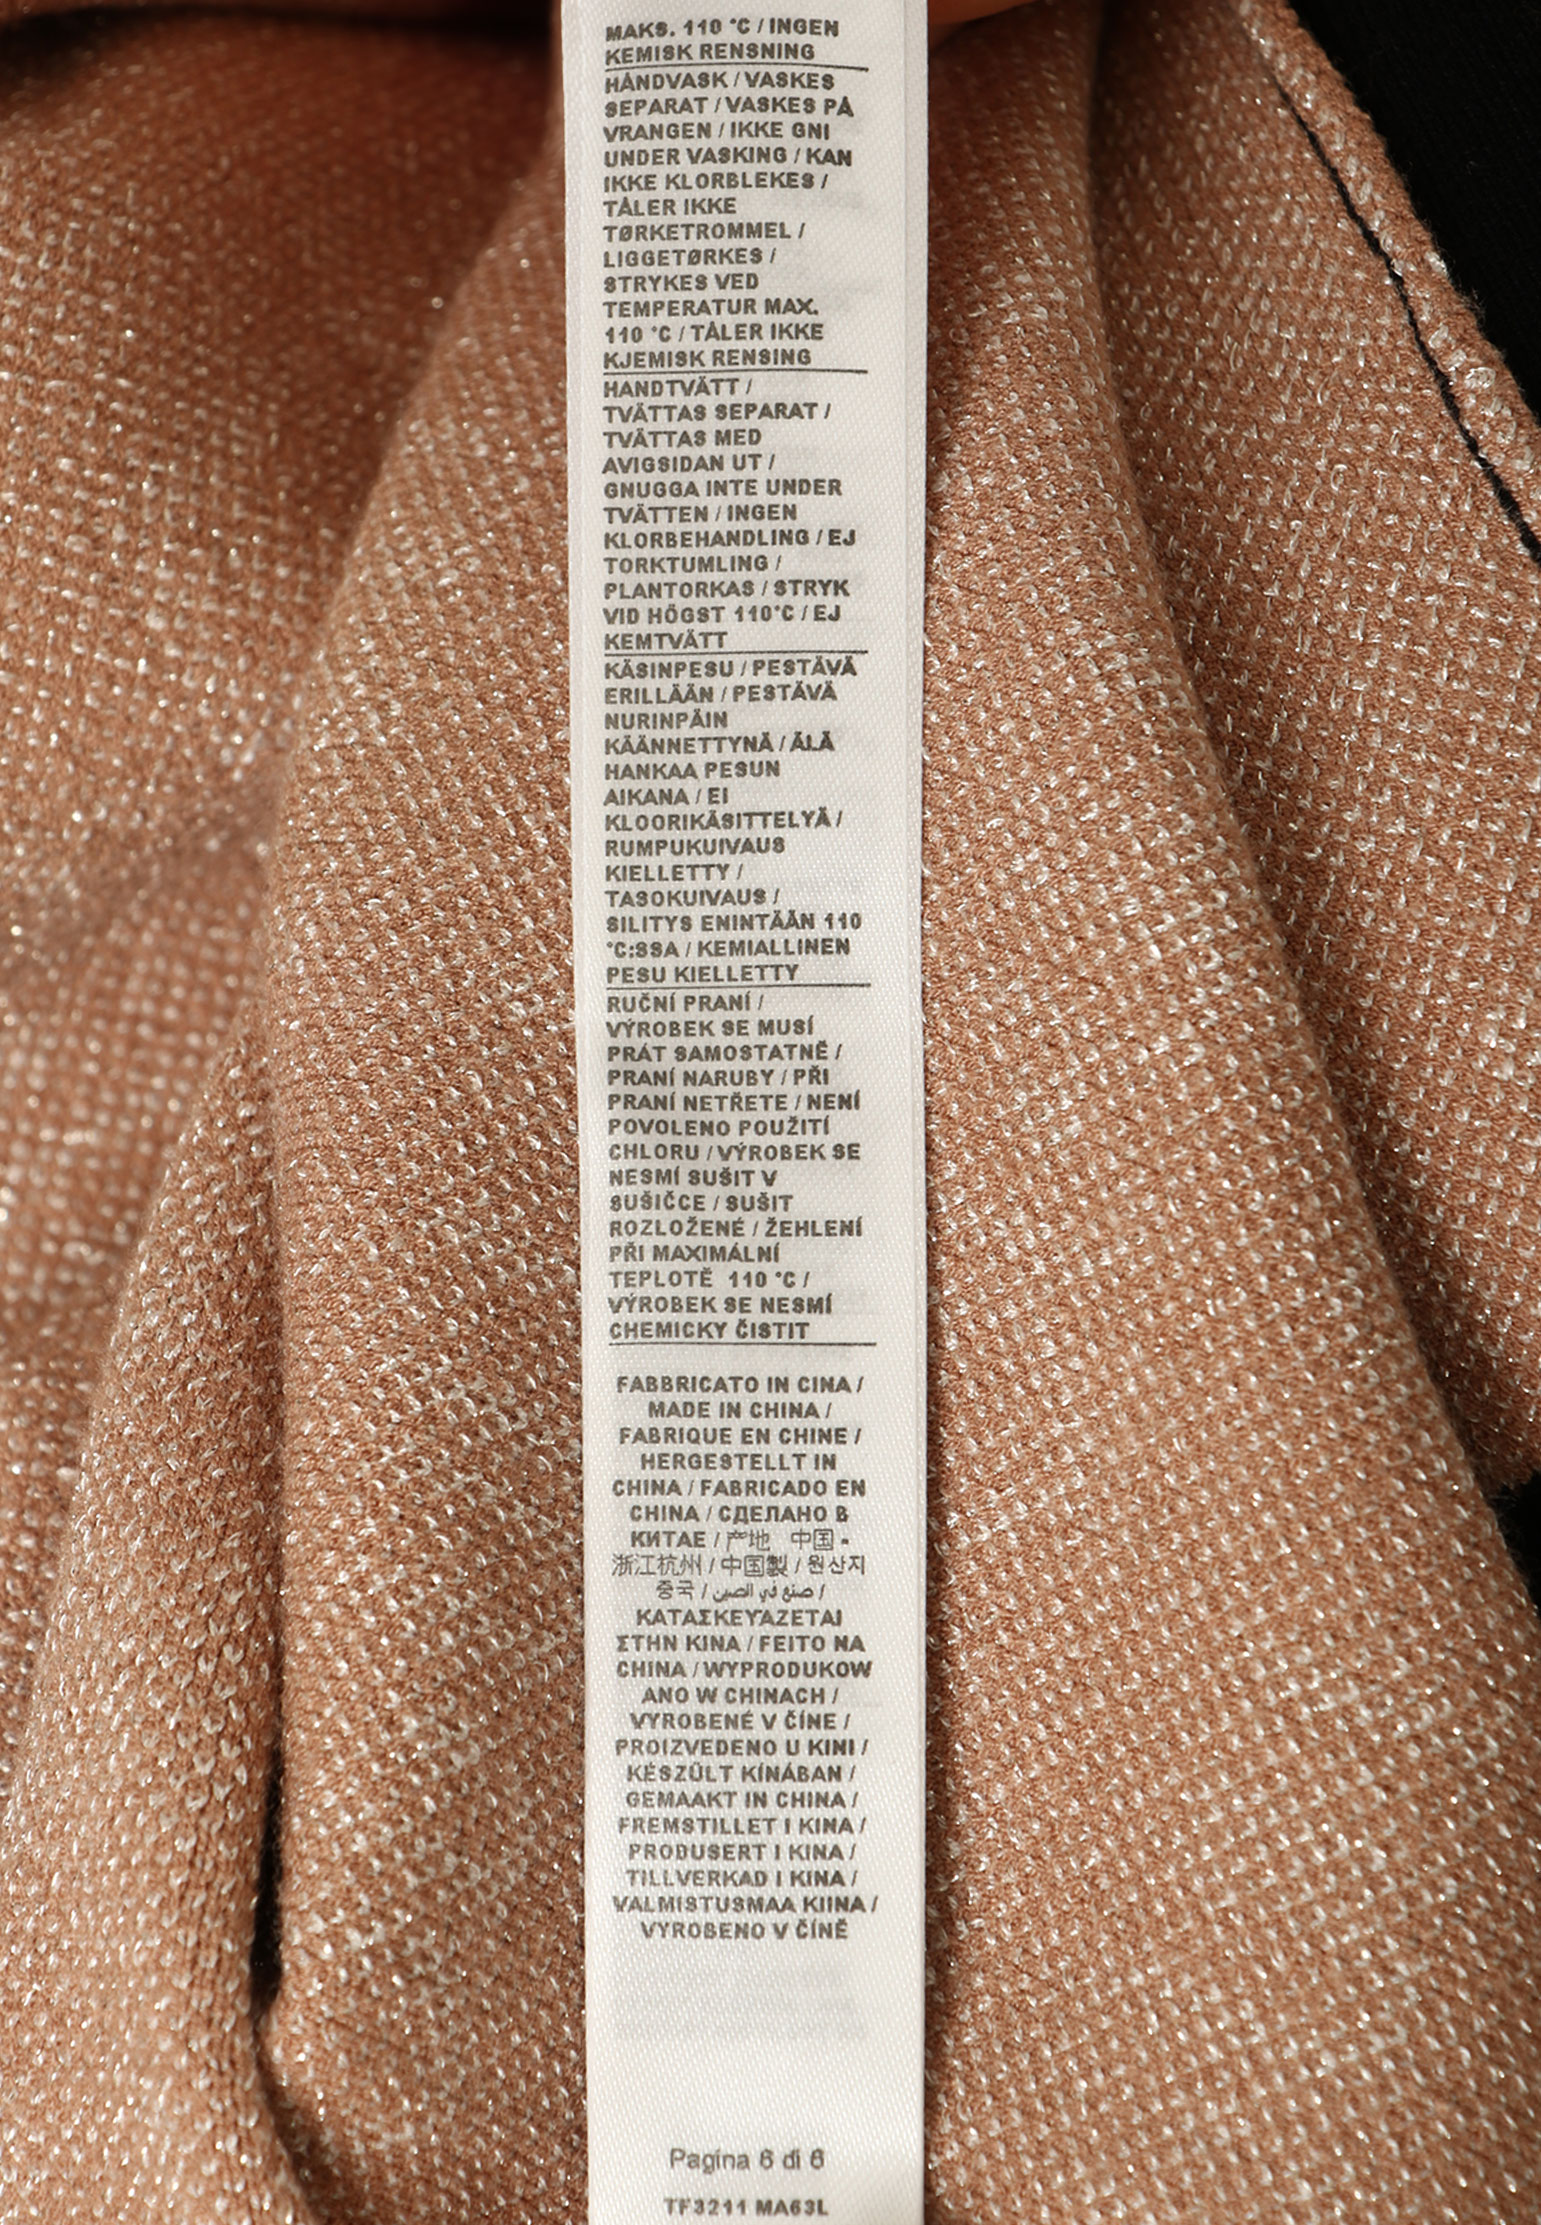 MAKS. 110 °C / INGEN
KEMISK RENSNING
HÅNDVASK / VASKES
SEPARAT / VASKES PÅ
VRANGEN / IKKE GNI
UNDER VASKING / KAN
IKKE KLORBLEKES /
TÅLER IKKE
TØRKETROMMEL /
LIGGETØRKES /
STRYKES VED
TEMPERATUR MAX.
110 °C / TÅLER IKKE
KJEMISK RENSING
HANDTVÄTT /
TVÄTTAS SEPARAT /
TVÄTTAS MED
AVIGSIDAN UT /
GNUGGA INTE UNDER
TVÄTTEN / INGEN
KLORBEHANDLING / EJ
TORKTUMLING /
PLANTORKAS / STRYK
VID HÖGST 110°C / EJ
KEMTVÄTT
KÄSINPESU / PESTÄVÄ
ERILLÄÄN / PESTÄVÄ
NURINPÄIN
KÄÄNNETTYNÄ / ÄLÄ
HANKAA PESUN
AIKANA / EI
KLOORIKÄSITTELYÄ /
RUMPUKUIVAUS
KIELLETTY /
TASOKUIVAUS /
SILITYS ENINTÄÄN 110
°C:SSA / KEMIALLINEN
PESU KIELLETTY
RUČNÍ PRANÍ /
VÝROBEK SE MUSÍ
PRÁT SAMOSTATNĚ /
PRANÍ NARUBY / PŘI
PRANÍ NETŘETE / NENÍ
POVOLENO POUŽITÍ
CHLORU / VÝROBEK SE
NESMÍ SUŠIT V
SUŠIČCE / SUŠIT
ROZLOŽENÉ / ŽEHLENÍ
PŘI MAXIMÁLNÍ
TEPLOTĚ 110 °C /
VÝROBEK SE NESMÍ
CHEMICKY ČISTIT
FABBRICATO IN CINA /
MADE IN CHINA /
FABRIQUE EN CHINE /
HERGESTELLT IN
CHINA / FABRICADO EN
CHINA / СДЕЛАНО В
КИТАЕ / 产地 中国 -
浙江杭州 / 中国製 / 원산지
중국 / صنع في الصين /
ΚΑΤΑΣΚΕΥΑΖΕΤΑΙ
ΣΤΗΝ ΚΙΝΑ / FEITO NA
CHINA / WYPRODUKOW
ANO W CHINACH /
VYROBENÉ V ČÍNE /
PROIZVEDENO U KINI /
KÉSZÜLT KÍNÁBAN /
GEMAAKT IN CHINA /
FREMSTILLET I KINA /
PRODUSERT I KINA /
TILLVERKAD I KINA /
VALMISTUSMAA KIINA /
VYROBENO V ČÍNĚ
Pagina 6 di 6
TF3211 MA63L